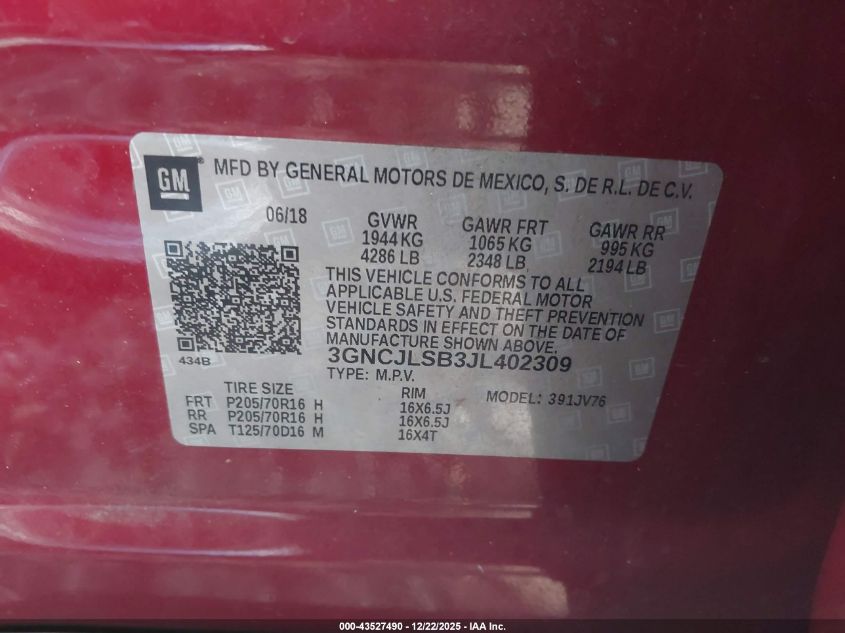 GM ® MFD BY GENERAL MOTORS DE MEXICO, S. DE R.L. DE C.V.
06/18 GVWR GAWR FRT GAWR RR
1944 KG 1065 KG 995 KG
4286 LB 2348 LB 2194 LB
THIS VEHICLE CONFORMS TO ALL
APPLICABLE U.S. FEDERAL MOTOR
VEHICLE SAFETY AND THEFT PREVENTION
STANDARDS IN EFFECT ON THE DATE OF
MANUFACTURE SHOWN ABOVE.
434B 3GNCJLSB3JL402309
TYPE: M.P.V.
TIRE SIZE RIM MODEL: 391JV76
FRT P205/70R16 H 16X6.5J
RR P205/70R16 H 16X6.5J
SPA T125/70D16 M 16X4T
000-43527490 - 12/22/2025 - IAA Inc.